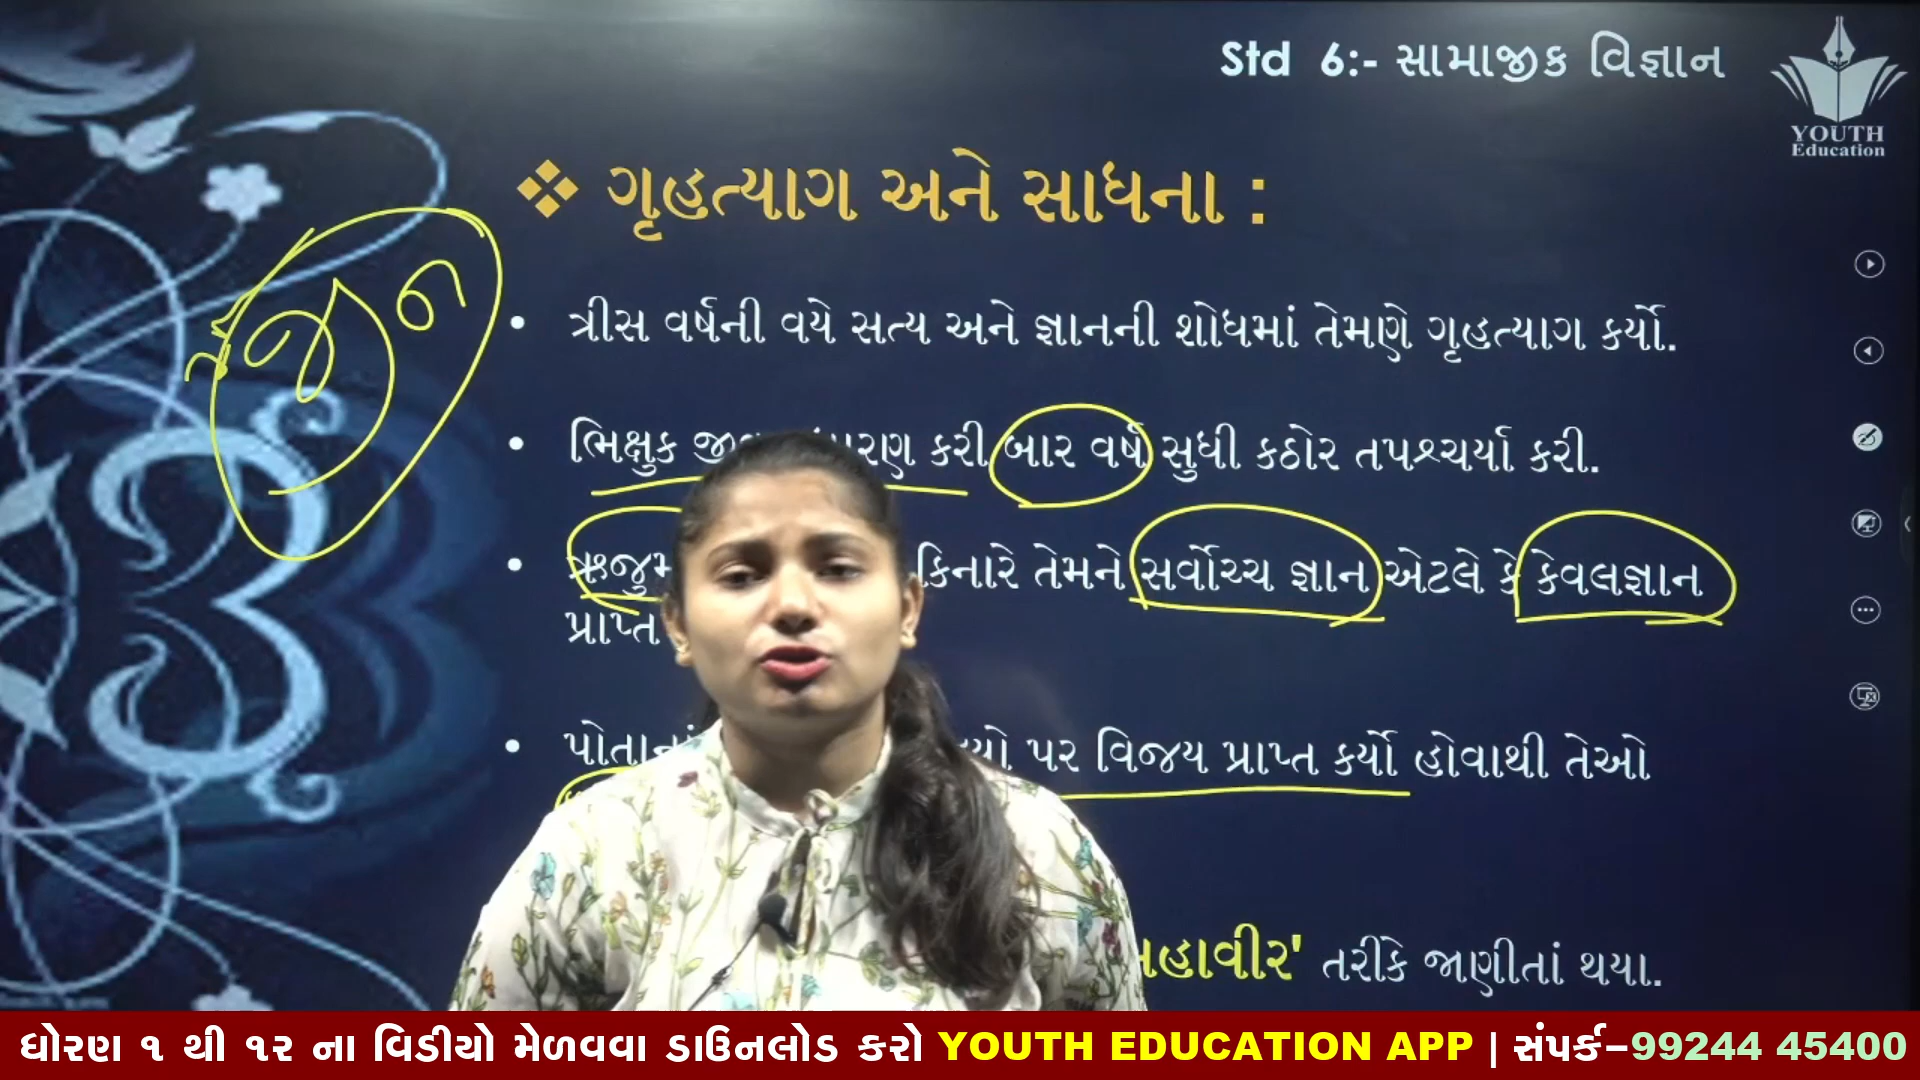 Std 6:- સામાજીક વિજ્ઞાન
YOUTH
Education
❖ ગૃહત્યાગ અને સાધના :
જીન
• ત્રીસ વર્ષની વયે સત્ય અને જ્ઞાનની શોધમાં તેમણે ગૃહત્યાગ કર્યો.
• ભિક્ષુક કરી બાર વર્ષ સુધી કઠોર તપશ્ચર્યા કરી.
• કિનારે તેમને સર્વોચ્ચ જ્ઞાન એટલે કે કેવલજ્ઞાન
પ્રાપ્ત
• પોતાનાં પર વિજય પ્રાપ્ત કર્યો હોવાથી તેઓ
તરીકે જાણીતાં થયા.
ધોરણ ૧ થી ૧૨ ના વિડીયો મેળવવા ડાઉનલોડ કરો YOUTH EDUCATION APP | સંપર્ક-99244 45400